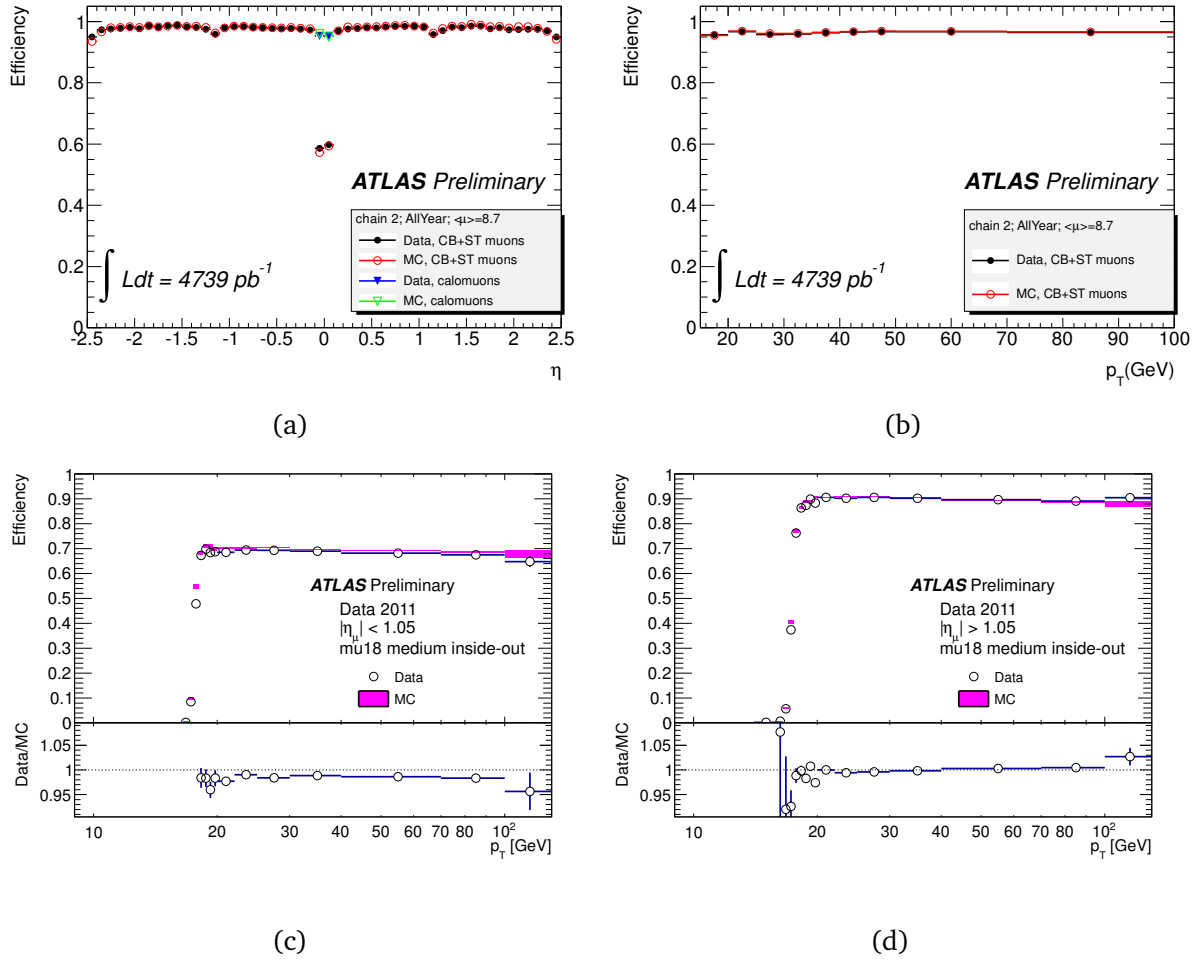 Efficiency
1
0.8
0.6
0.4
0.2
0
ATLAS Preliminary
chain 2; AllYear; <μ>=8.7
Data, CB+ST muons
MC, CB+ST muons
Data, calomuons
MC, calomuons
∫ Ldt = 4739 pb⁻¹
-2.5 -2 -1.5 -1 -0.5 0 0.5 1 1.5 2 2.5
η
(a)
Efficiency
1
0.8
0.6
0.4
0.2
0
ATLAS Preliminary
chain 2; AllYear; <μ>=8.7
Data, CB+ST muons
MC, CB+ST muons
∫ Ldt = 4739 pb⁻¹
20 30 40 50 60 70 80 90 100
p_T(GeV)
(b)
Efficiency
1
0.9
0.8
0.7
0.6
0.5
0.4
0.3
0.2
0.1
0
ATLAS Preliminary
Data 2011
|η_μ| < 1.05
mu18 medium inside-out
Data
MC
Data/MC
1.05
1
0.95
10 20 30 40 50 60 70 80 10²
p_T [GeV]
(c)
Efficiency
1
0.9
0.8
0.7
0.6
0.5
0.4
0.3
0.2
0.1
0
ATLAS Preliminary
Data 2011
|η_μ| > 1.05
mu18 medium inside-out
Data
MC
Data/MC
1.05
1
0.95
10 20 30 40 50 60 70 80 10²
p_T [GeV]
(d)